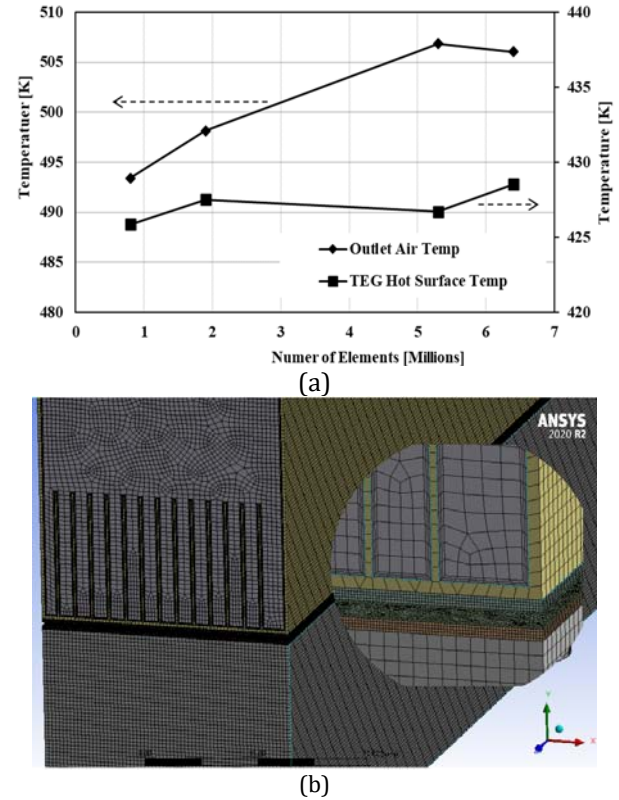 510
505
500
495
490
485
480
Temperatuer [K]
440
435
430
425
420
Temperature [K]
Outlet Air Temp
TEG Hot Surface Temp
0 1 2 3 4 5 6 7
Numer of Elements [Millions]
(a)
ANSYS
2020 R2
Y
X
(b)